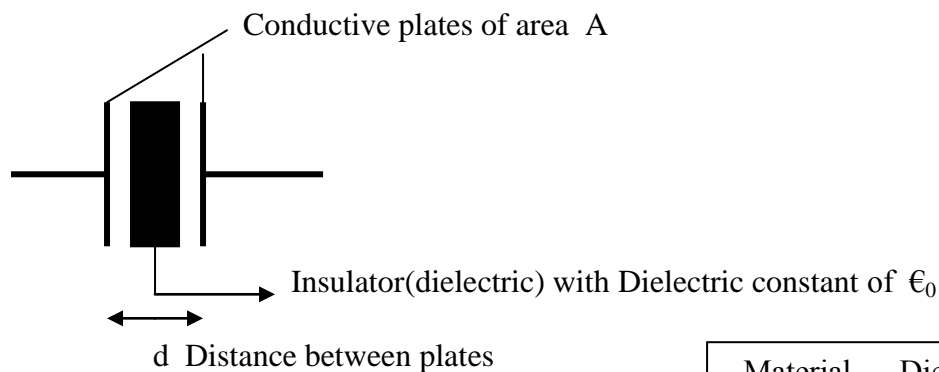 Conductive plates of area A
Insulator(dielectric) with Dielectric constant of €₀
d Distance between plates
Material